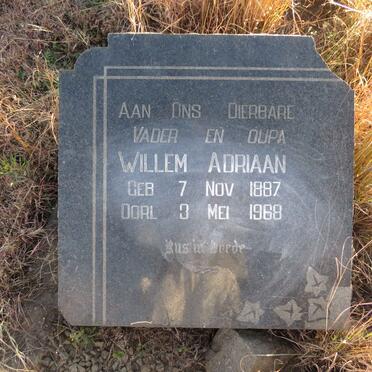 AAN ONS DIERBARE
VADER EN OUPA
WILLEM ADRIAAN
GEB 7 NOV 1887
OORL 3 MEI 1968
Rus in Vrede